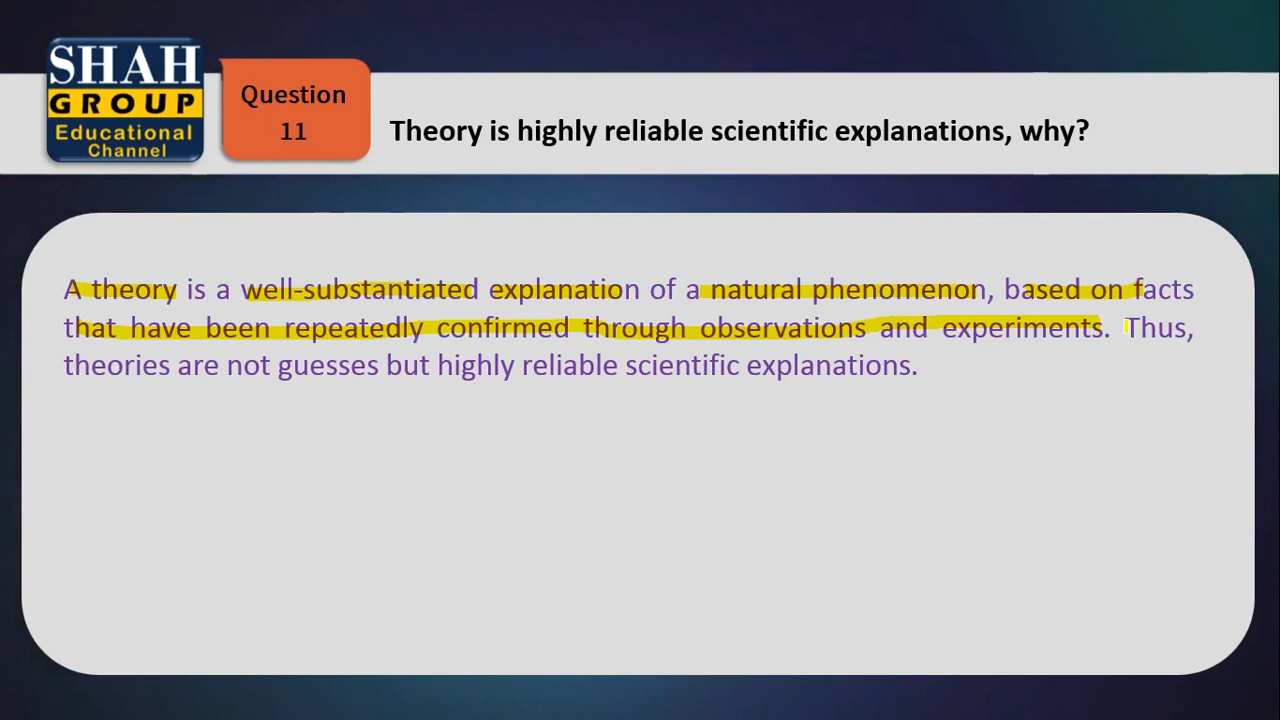 SHAH
GROUP
Educational
Channel
Question
11
Theory is highly reliable scientific explanations, why?
A theory is a well-substantiated explanation of a natural phenomenon, based on facts
that have been repeatedly confirmed through observations and experiments. Thus,
theories are not guesses but highly reliable scientific explanations.